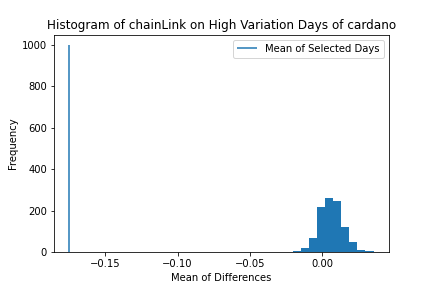 Histogram of chainLink on High Variation Days of cardano
Mean of Selected Days
1000
800
600
400
200
0
Frequency
−0.15
−0.10
−0.05
0.00
Mean of Differences